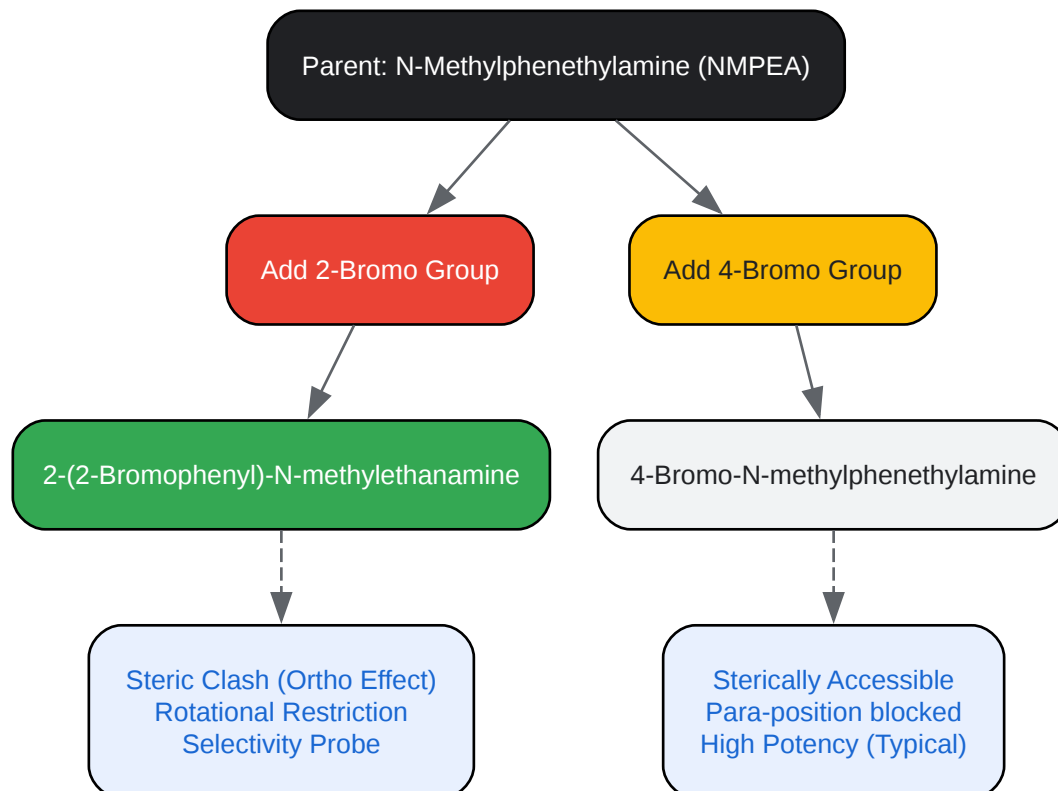 Parent: N-Methylphenethylamine (NMPEA)
Add 2-Bromo Group
Add 4-Bromo Group
2-(2-Bromophenyl)-N-methylethanamine
4-Bromo-N-methylphenethylamine
Steric Clash (Ortho Effect)
Rotational Restriction
Selectivity Probe
Sterically Accessible
Para-position blocked
High Potency (Typical)